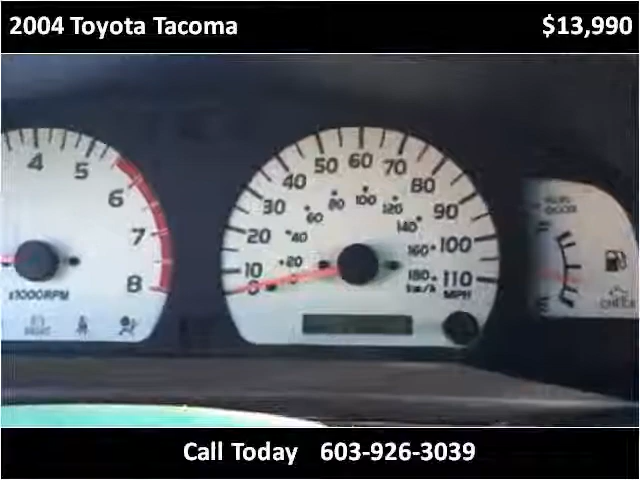 2004 Toyota Tacoma $13,990
4 5 6 7 8
x1000RPM
0 10 20 30 40 50 60 70 80 90 100 110
MPH
20 40 60 80 100 120 140 160 180
km/h
DOOR
CHECK
Call Today 603-926-3039